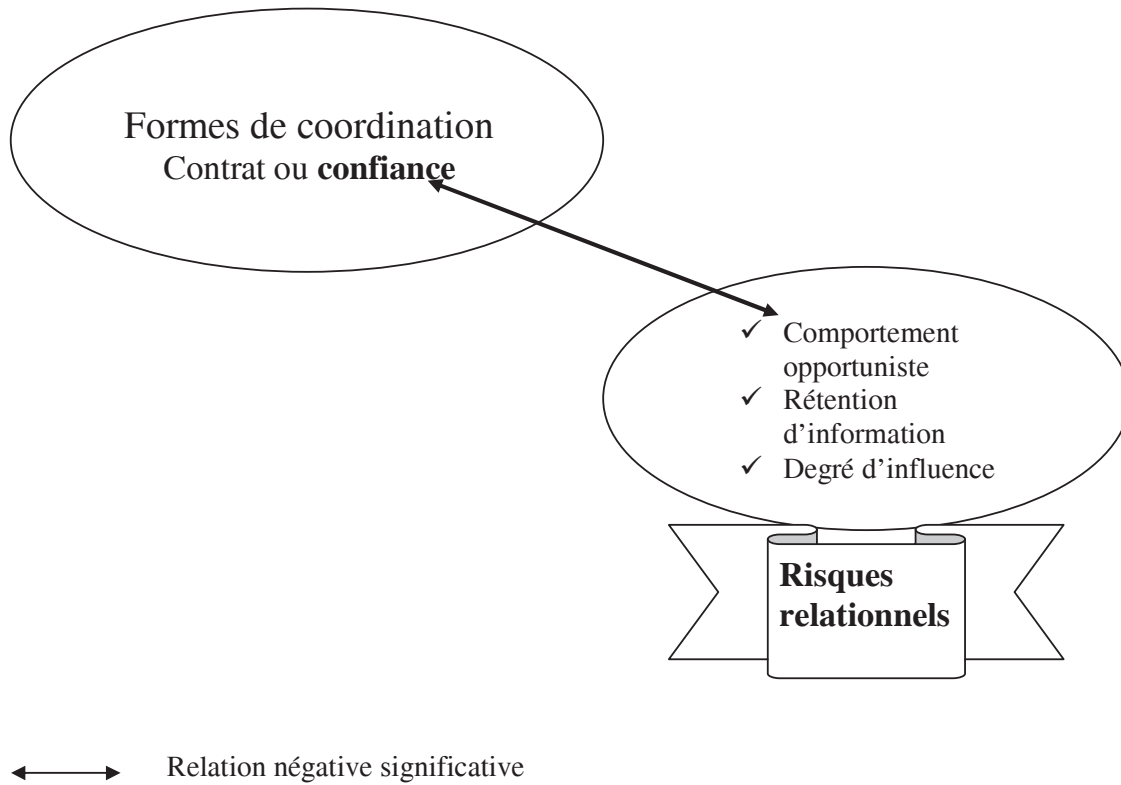 Formes de coordination
Contrat ou confiance
✓ Comportement
opportuniste
✓ Rétention
d’information
✓ Degré d’influence
Risques
relationnels
Relation négative significative